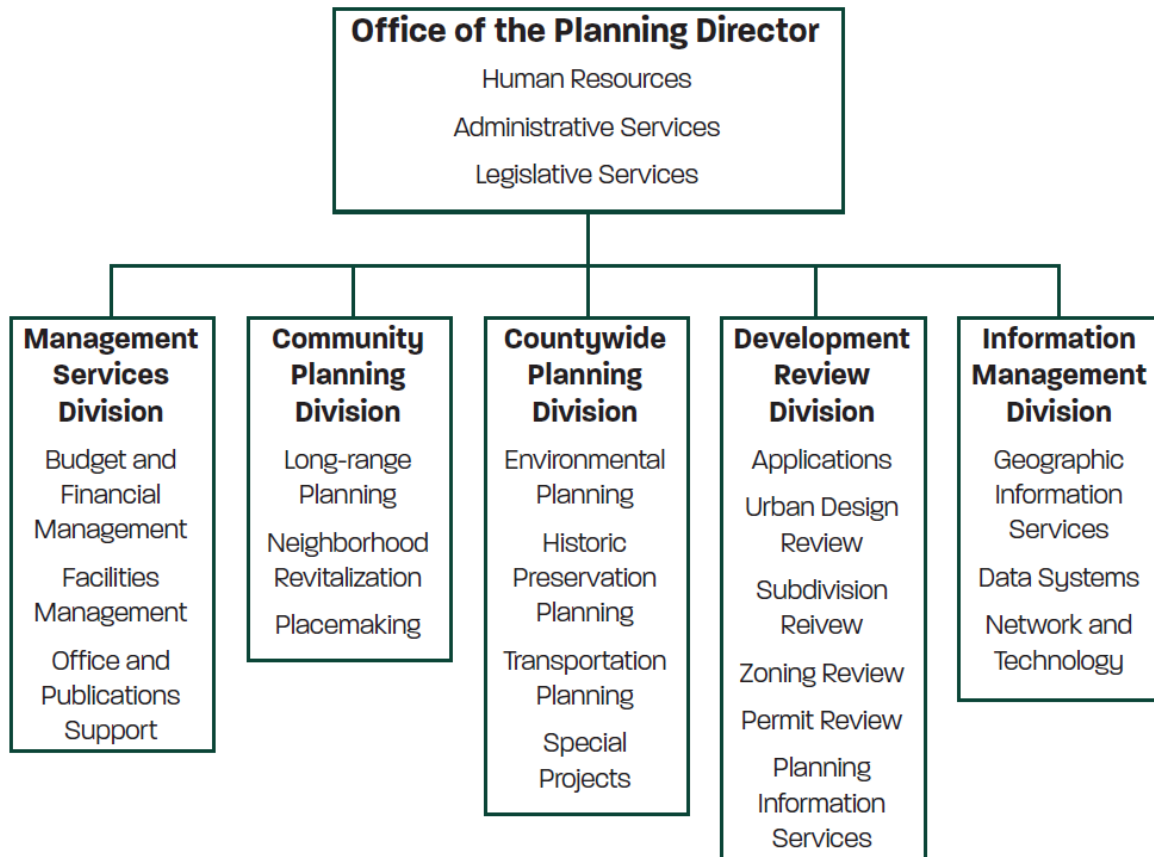 Office of the Planning Director
Human Resources
Administrative Services
Legislative Services
Management
Services
Division
Budget and
Financial
Management
Facilities
Management
Office and
Publications
Support
Community
Planning
Division
Long-range
Planning
Neighborhood
Revitalization
Placemaking
Countywide
Planning
Division
Environmental
Planning
Historic
Preservation
Planning
Transportation
Planning
Special
Projects
Development
Review
Division
Applications
Urban Design
Review
Subdivision
Reivew
Zoning Review
Permit Review
Planning
Information
Services
Information
Management
Division
Geographic
Information
Services
Data Systems
Network and
Technology